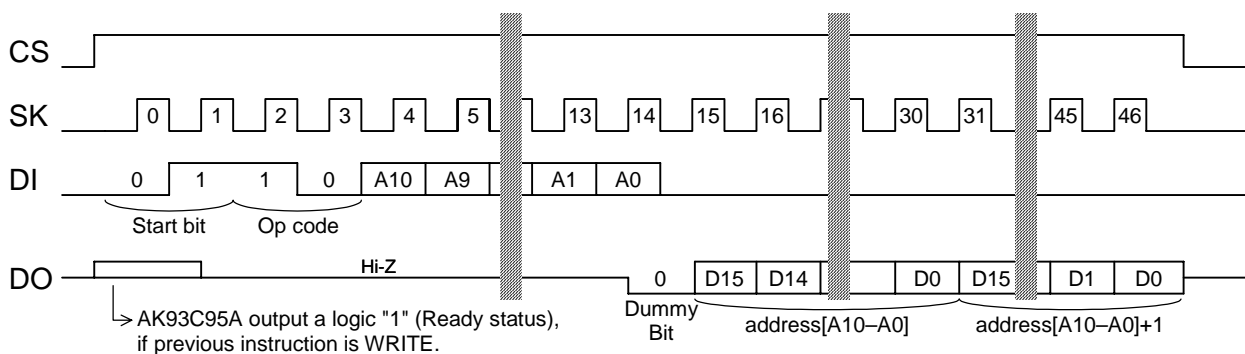 CS
SK 0 1 2 3 4 5 13 14 15 16 30 31 45 46
DI 0 1 1 0 A10 A9 A1 A0
Start bit Op code
DO Hi-Z 0 D15 D14 D0 D15 D1 D0
Dummy
Bit
address[A10–A0] address[A10–A0]+1
AK93C95A output a logic "1" (Ready status),
if previous instruction is WRITE.